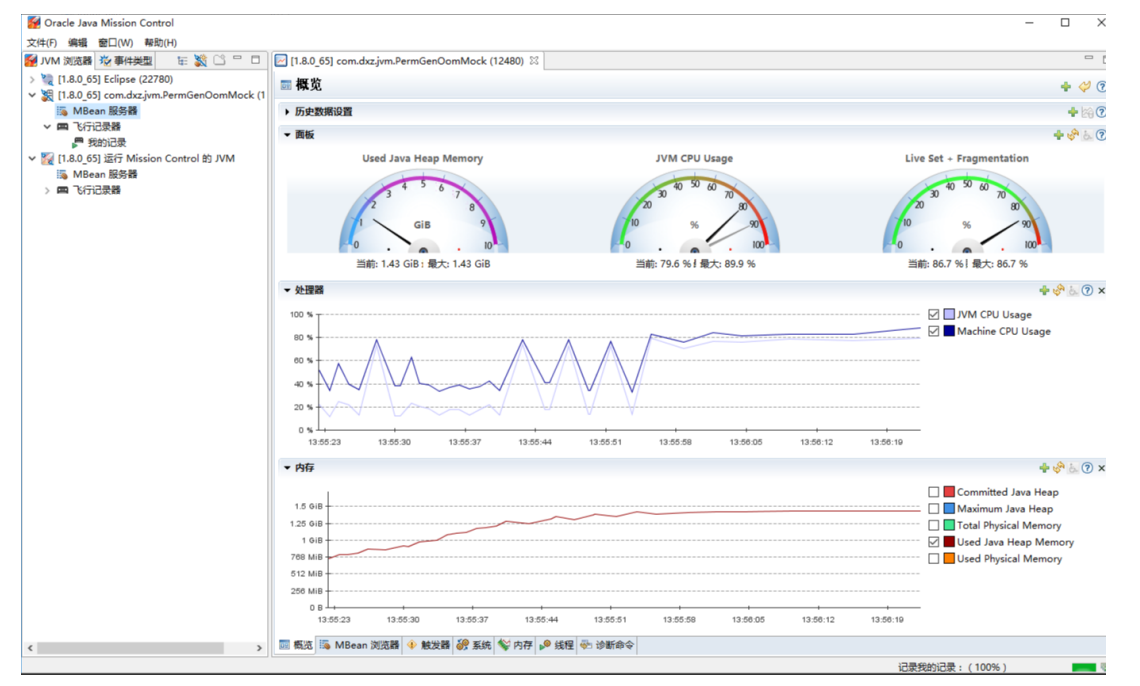 Oracle Java Mission Control
文件(F) 编辑 窗口(W) 帮助(H)
JVM 浏览器 事件类型
[1.8.0_65] Eclipse (22780)
[1.8.0_65] com.dxz.jvm.PermGenOomMock (1
MBean 服务器
飞行记录器
我的记录
[1.8.0_65] 运行 Mission Control 的 JVM
MBean 服务器
飞行记录器
[1.8.0_65] com.dxz.jvm.PermGenOomMock (12480)
概览
历史数据设置
面板
Used Java Heap Memory
0 1 2 3 4 5 6 7 8 9 10
GiB
当前: 1.43 GiB 最大: 1.43 GiB
JVM CPU Usage
0 10 20 30 40 50 60 70 80 90 100
%
当前: 79.6 % 最大: 89.9 %
Live Set + Fragmentation
0 10 20 30 40 50 60 70 80 90 100
%
当前: 86.7 % 最大: 86.7 %
处理器
100 %
80 %
60 %
40 %
20 %
0 %
13:55:23 13:55:30 13:55:37 13:55:44 13:55:51 13:55:58 13:56:05 13:56:12 13:56:19
JVM CPU Usage
Machine CPU Usage
内存
1.5 GiB
1.25 GiB
1 GiB
768 MiB
512 MiB
256 MiB
0 B
13:55:23 13:55:30 13:55:37 13:55:44 13:55:51 13:55:58 13:56:05 13:56:12 13:56:19
Committed Java Heap
Maximum Java Heap
Total Physical Memory
Used Java Heap Memory
Used Physical Memory
概览 MBean 浏览器 触发器 系统 内存 线程 诊断命令
记录我的记录： ( 100% )